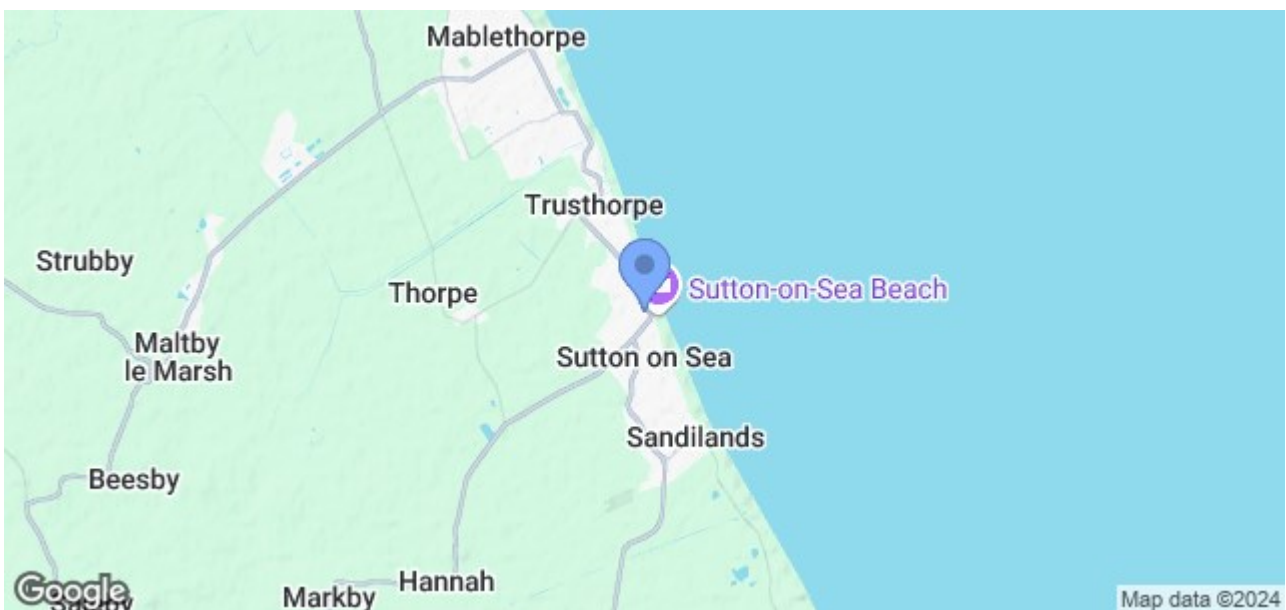 Mablethorpe
Trusthorpe
Strubby
Thorpe
Sutton-on-Sea Beach
Maltby
le Marsh
Sutton on Sea
Sandilands
Beesby
Hannah
Markby
Google
Map data ©2024